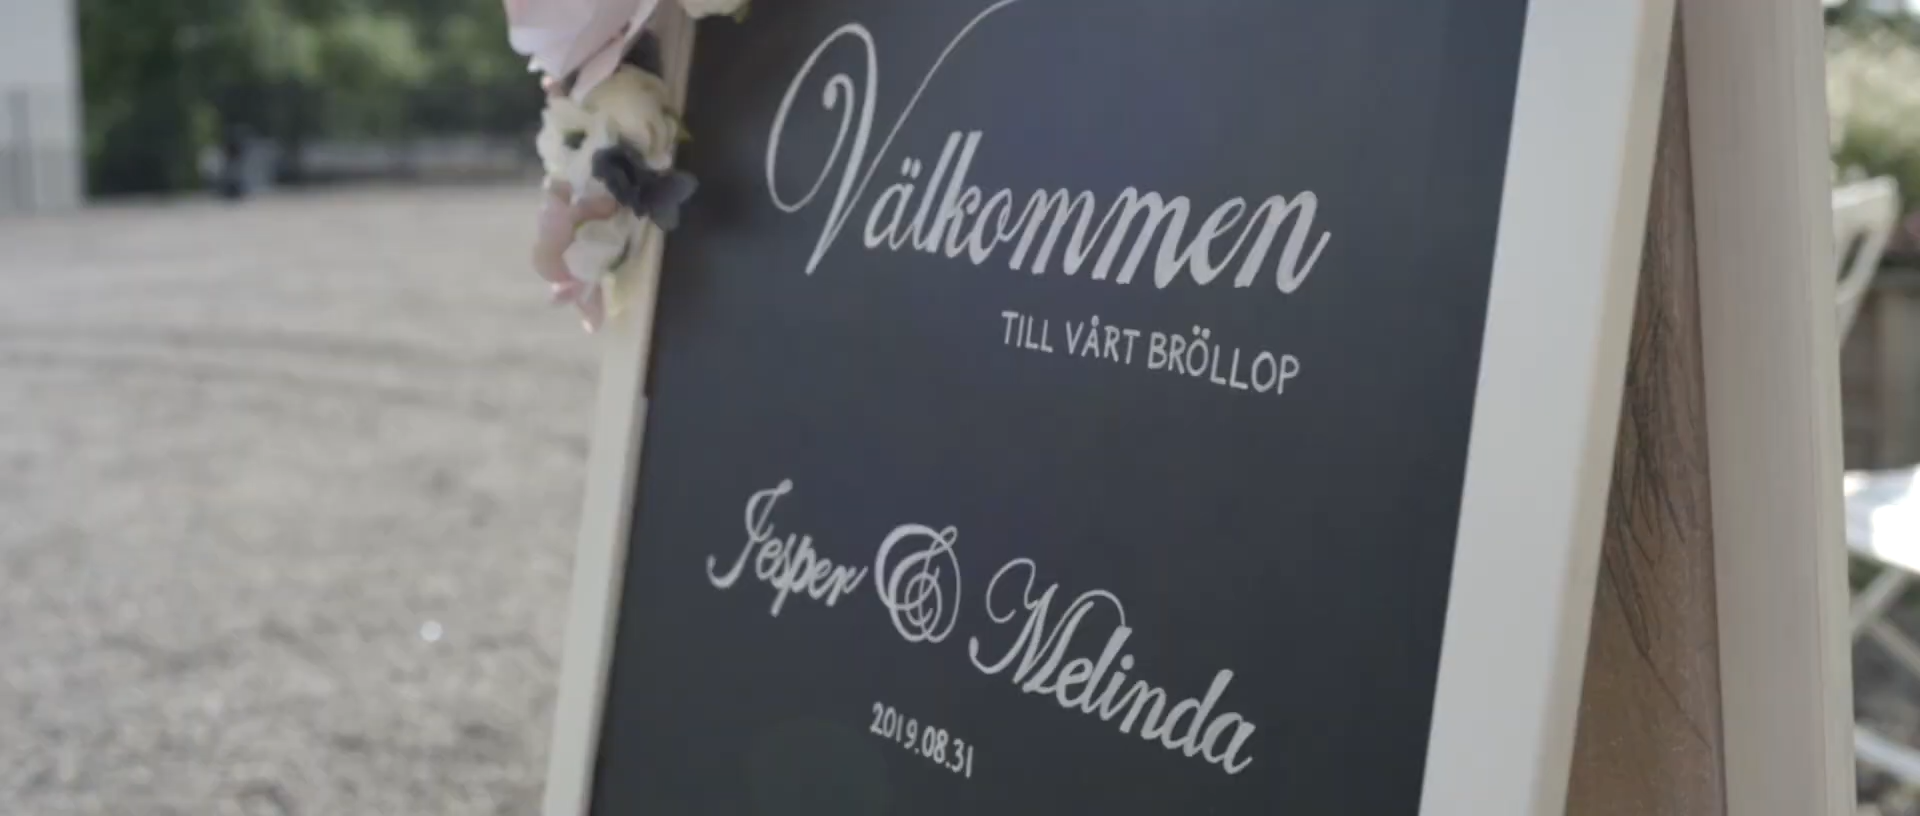 Välkommen
TILL VÅRT BRÖLLOP
Jesper & Melinda
2019.08.31